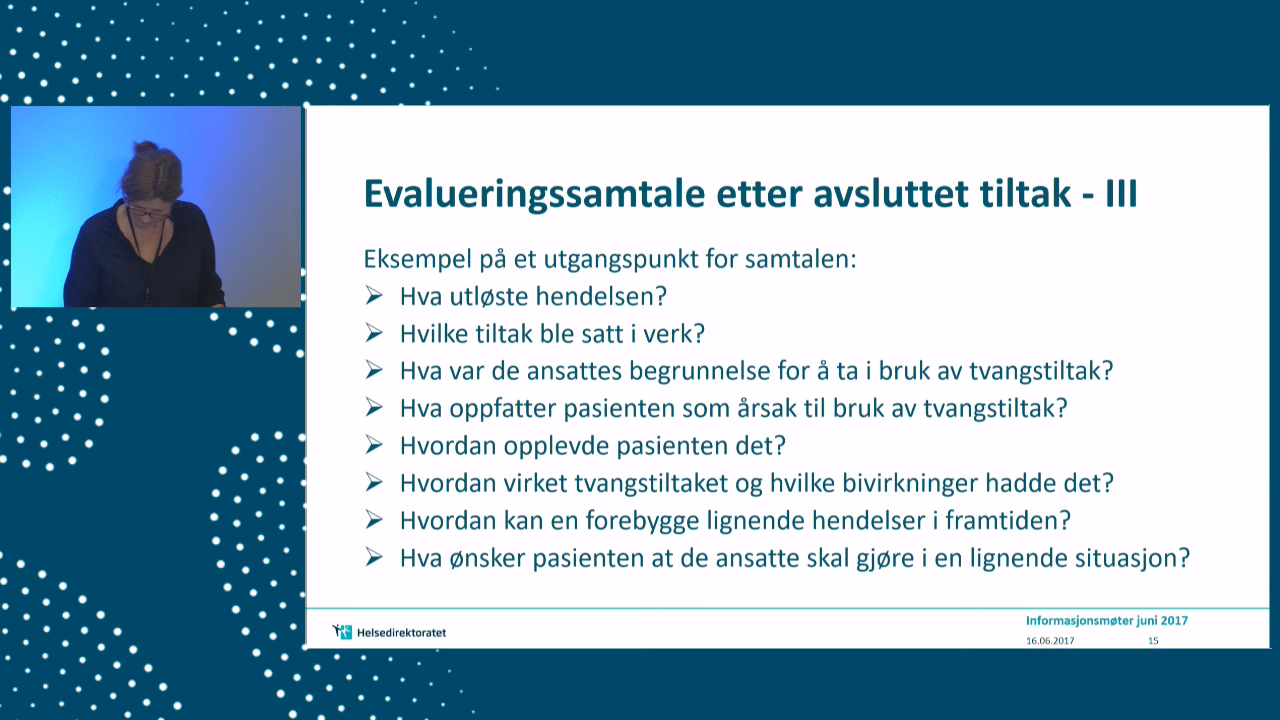 Evalueringssamtale etter avsluttet tiltak - III
Eksempel på et utgangspunkt for samtalen:
Hva utløste hendelsen?
Hvilke tiltak ble satt i verk?
Hva var de ansattes begrunnelse for å ta i bruk av tvangstiltak?
Hva oppfatter pasienten som årsak til bruk av tvangstiltak?
Hvordan opplevde pasienten det?
Hvordan virket tvangstiltaket og hvilke bivirkninger hadde det?
Hvordan kan en forebygge lignende hendelser i framtiden?
Hva ønsker pasienten at de ansatte skal gjøre i en lignende situasjon?
Helsedirektoratet
Informasjonsmøter juni 2017
16.06.2017 15